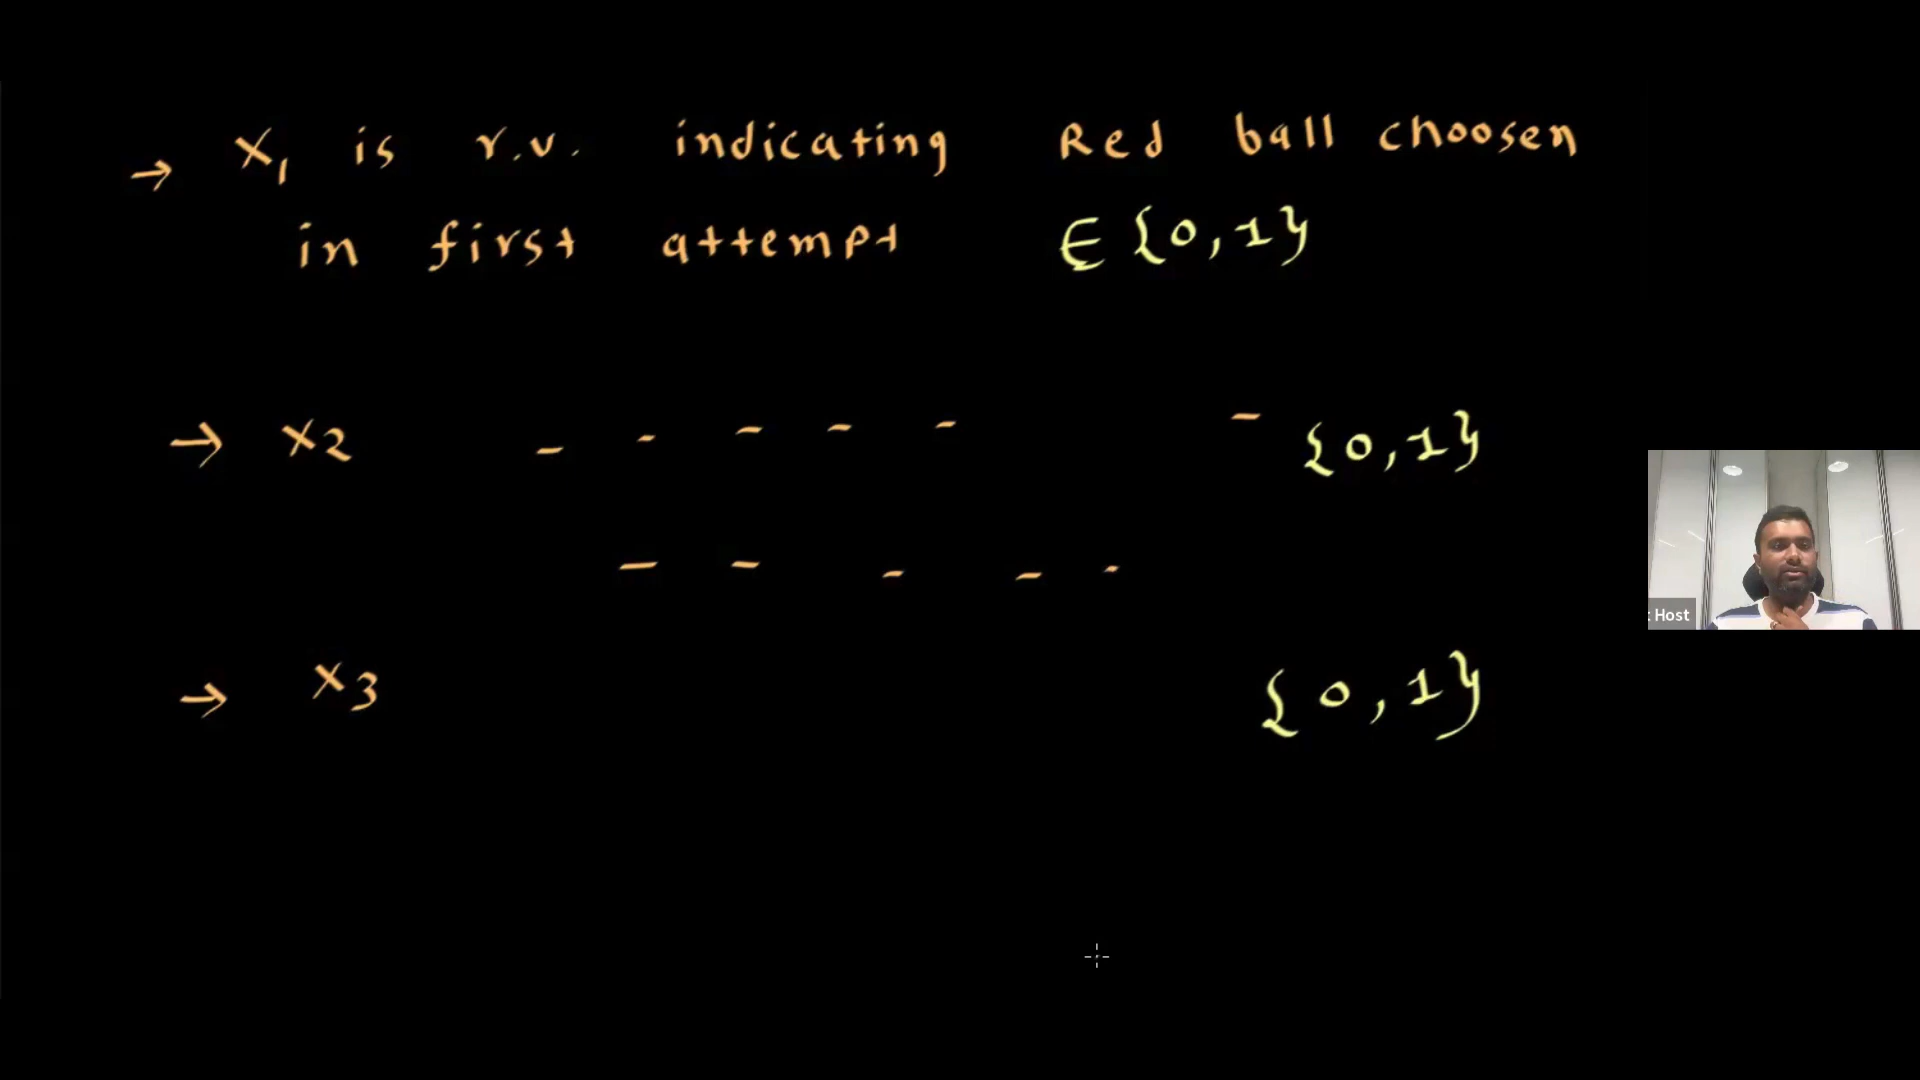 → X₁ is r.v. indicating Red ball choosen
in first attempt ∈ {0,1}
→ X2 - - - - - - {0,1}
- - - - -
→ X3 {0,1}
: Host